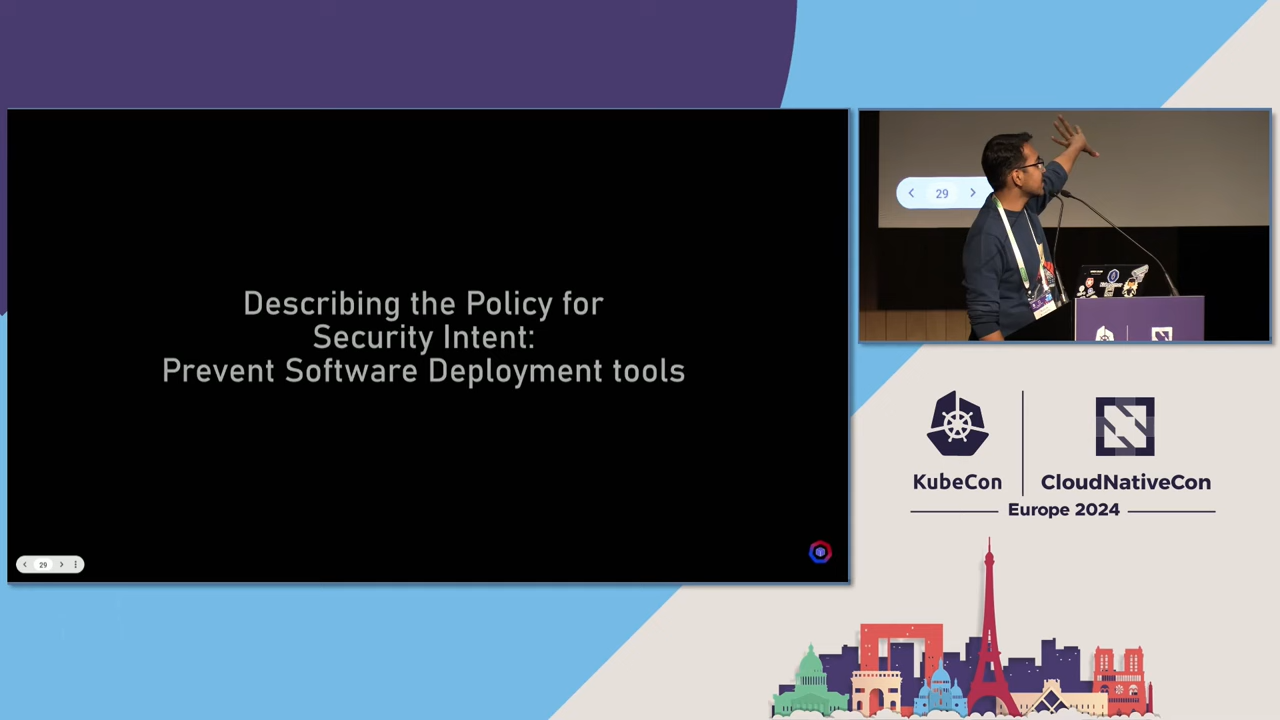 Describing the Policy for
Security Intent:
Prevent Software Deployment tools
29
29
KubeCon
CloudNativeCon
Europe 2024